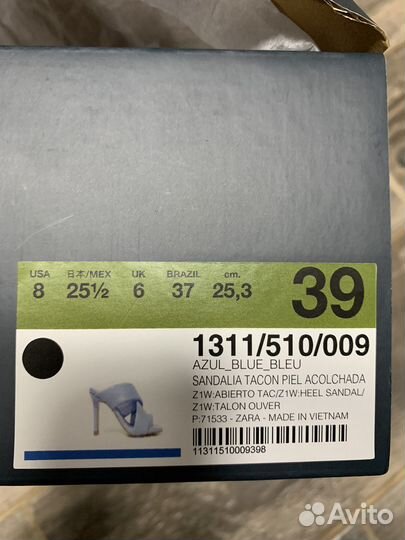 USA 日本/MEX UK BRAZIL cm.
8 25½ 6 37 25,3
39
1311/510/009
AZUL_BLUE_BLEU
SANDALIA TACON PIEL ACOLCHADA
Z1W:ABIERTO TAC/Z1W:HEEL SANDAL/
Z1W:TALON OUVER
P:71533 - ZARA - MADE IN VIETNAM
11311510009398
Avito